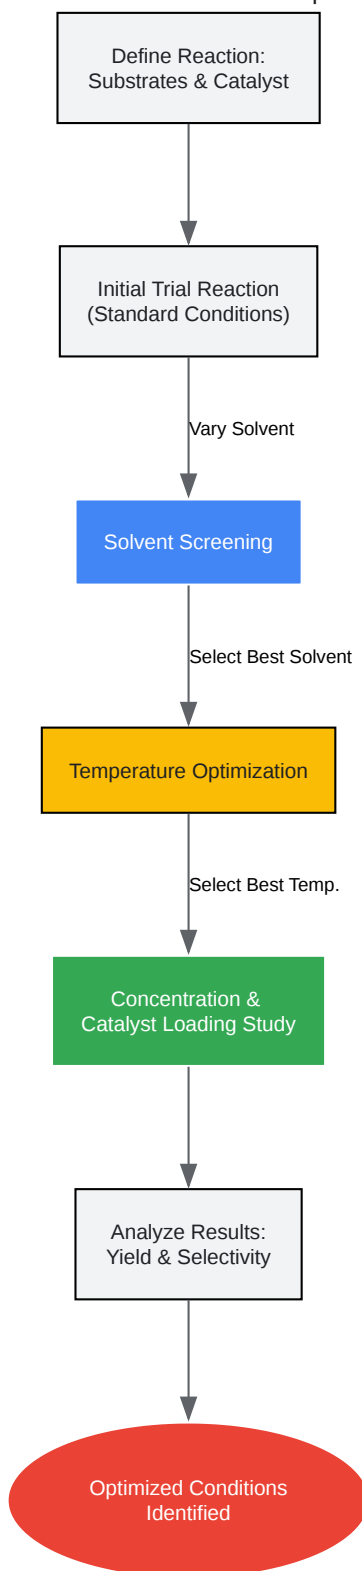 Define Reaction:
Substrates & Catalyst
Initial Trial Reaction
(Standard Conditions)
Vary Solvent
Solvent Screening
Select Best Solvent
Temperature Optimization
Select Best Temp.
Concentration &
Catalyst Loading Study
Analyze Results:
Yield & Selectivity
Optimized Conditions
Identified